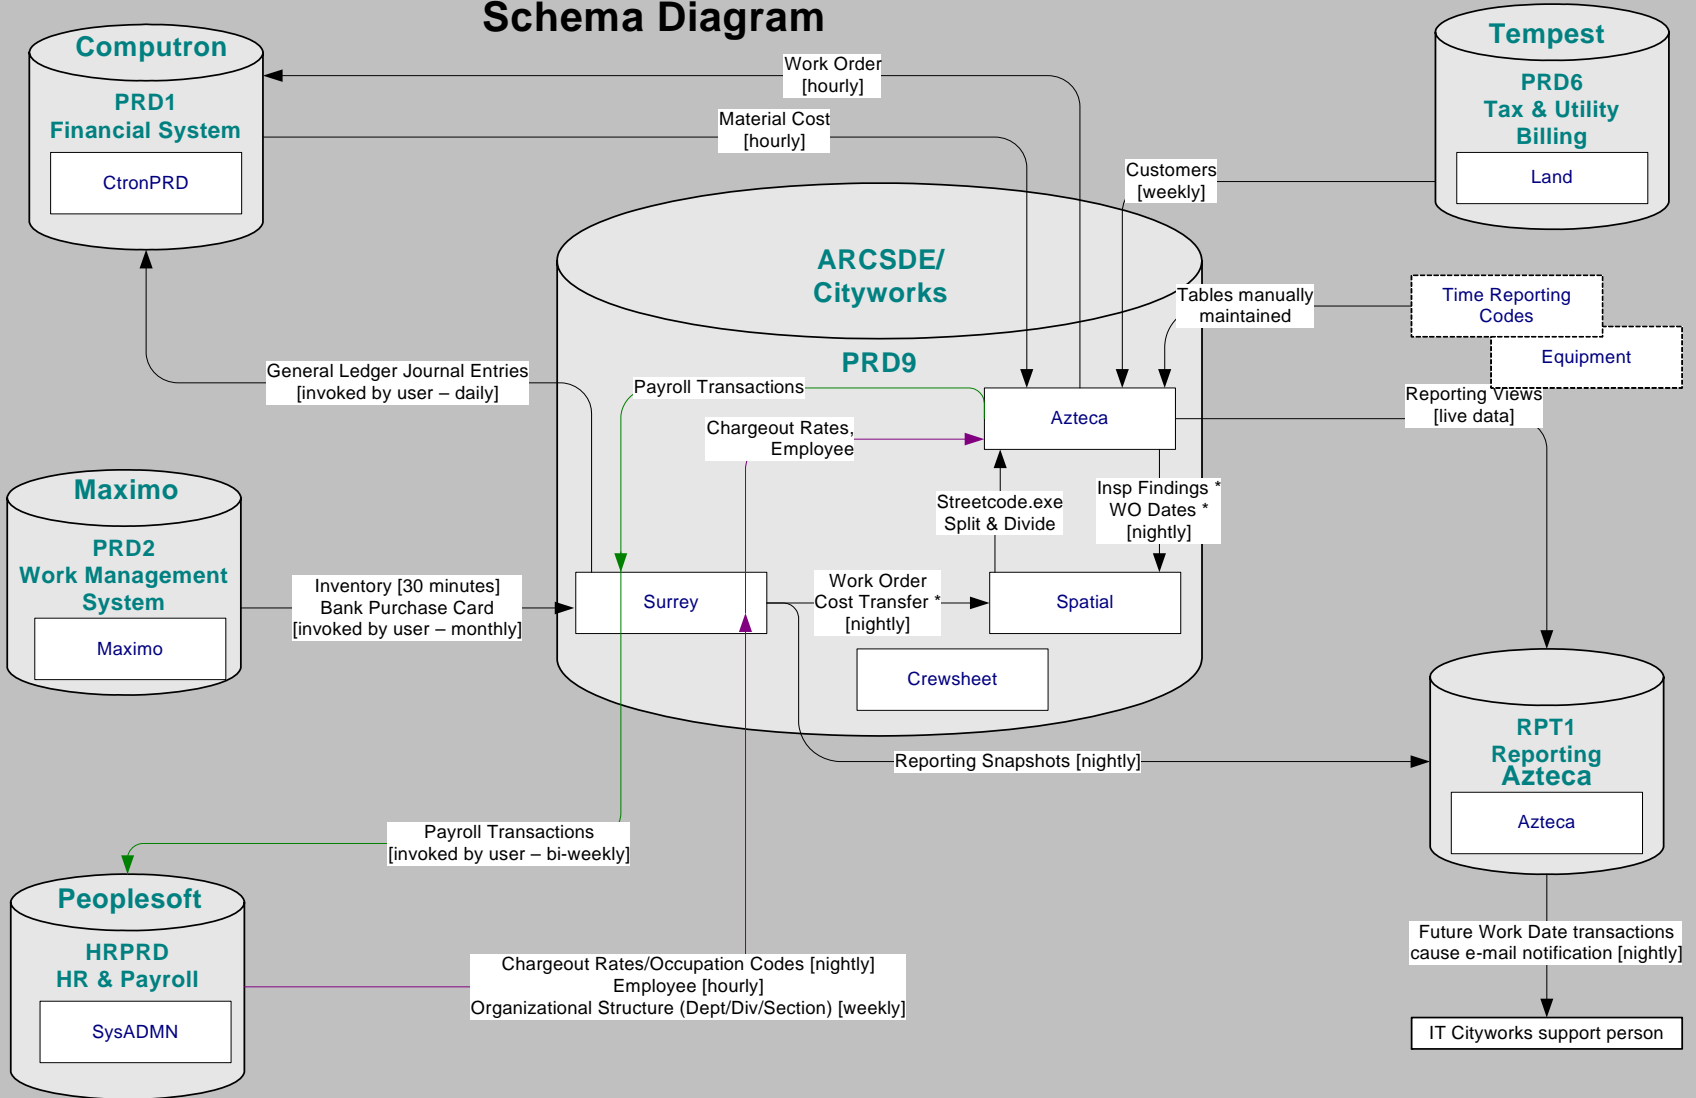 Schema Diagram
Computron
PRD1
Financial System
CtronPRD
Work Order
[hourly]
Material Cost
[hourly]
Tempest
PRD6
Tax & Utility
Billing
Land
Customers
[weekly]
ARCSDE/
Cityworks
PRD9
Tables manually
maintained
Time Reporting
Codes
Equipment
General Ledger Journal Entries
[invoked by user – daily]
Payroll Transactions
Chargeout Rates,
Employee
Azteca
Reporting Views
[live data]
Streetcode.exe
Split & Divide
Insp Findings *
WO Dates *
[nightly]
Maximo
PRD2
Work Management
System
Maximo
Inventory [30 minutes]
Bank Purchase Card
[invoked by user – monthly]
Surrey
Work Order
Cost Transfer *
[nightly]
Spatial
Crewsheet
Reporting Snapshots [nightly]
RPT1
Reporting
Azteca
Azteca
Payroll Transactions
[invoked by user – bi-weekly]
Peoplesoft
HRPRD
HR & Payroll
SysADMN
Chargeout Rates/Occupation Codes [nightly]
Employee [hourly]
Organizational Structure (Dept/Div/Section) [weekly]
Future Work Date transactions
cause e-mail notification [nightly]
IT Cityworks support person